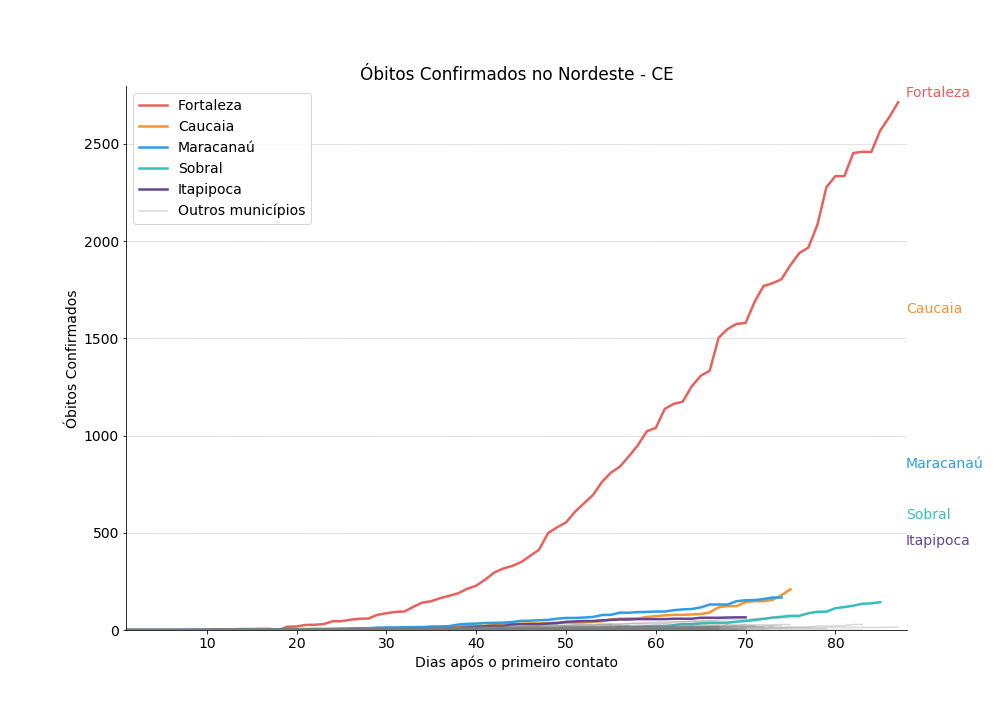 Óbitos Confirmados no Nordeste - CE
Fortaleza
Caucaia
Maracanaú
Sobral
Itapipoca
Outros municípios
Fortaleza
Caucaia
Maracanaú
Sobral
Itapipoca
Óbitos Confirmados
2500
2000
1500
1000
500
0
10
20
30
40
50
60
70
80
Dias após o primeiro contato